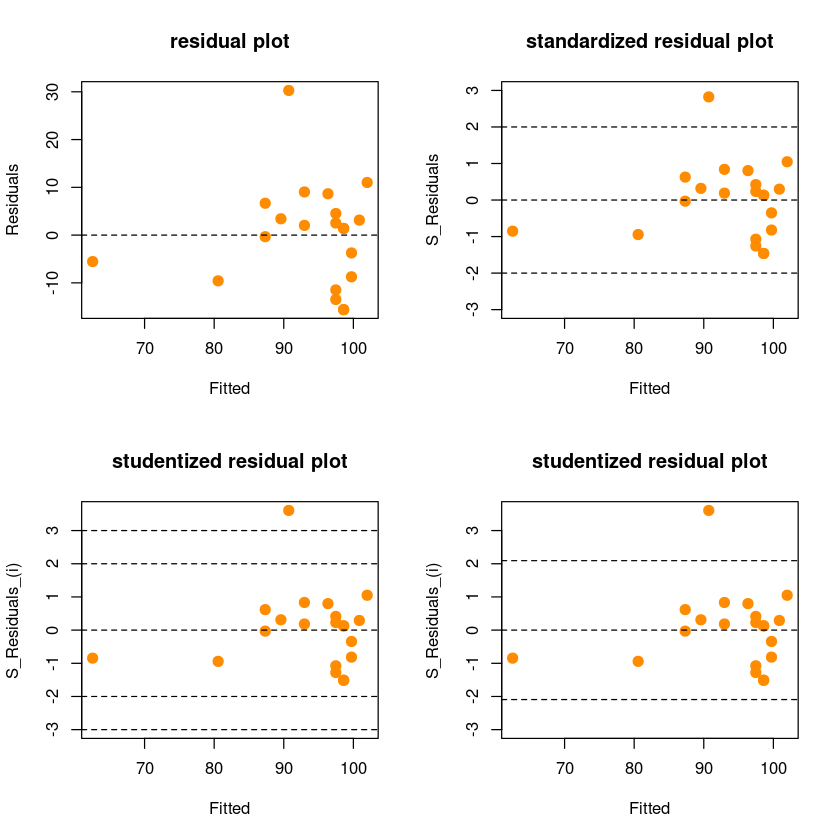 residual plot
30
20
10
0
-10
Residuals
70 80 90 100
Fitted
standardized residual plot
3
2
1
0
-1
-2
-3
S_Residuals
70 80 90 100
Fitted
studentized residual plot
3
2
1
0
-1
-2
-3
S_Residuals_(i)
70 80 90 100
Fitted
studentized residual plot
3
2
1
0
-1
-2
-3
S_Residuals_(i)
70 80 90 100
Fitted